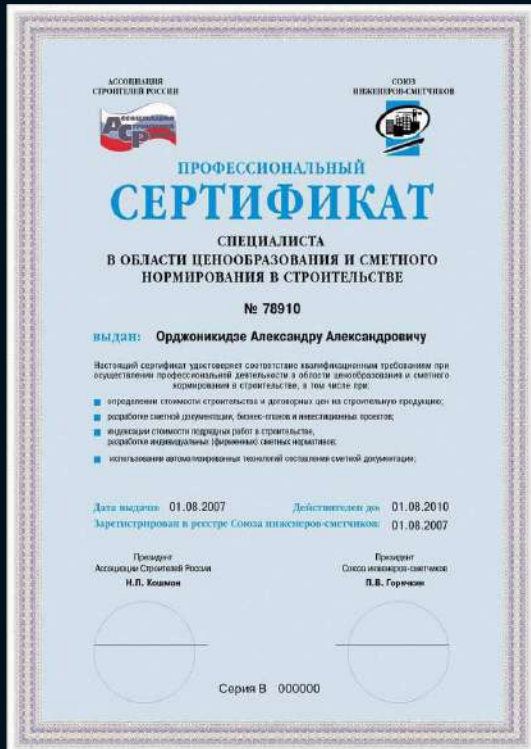 АССОЦИАЦИЯ
СТРОИТЕЛЕЙ РОССИИ
СОЮЗ
ИНЖЕНЕРОВ-СМЕТЧИКОВ
АССОЦИАЦИЯ СТРОИТЕЛЕЙ РОССИИ
ПРОФЕССИОНАЛЬНЫЙ
СЕРТИФИКАТ
СПЕЦИАЛИСТА
В ОБЛАСТИ ЦЕНООБРАЗОВАНИЯ И СМЕТНОГО
НОРМИРОВАНИЯ В СТРОИТЕЛЬСТВЕ
№ 78910
выдан: Орджоникидзе Александру Александровичу
Настоящий сертификат удостоверяет соответствие квалификационным требованиям при
осуществлении профессиональной деятельности в области ценообразования и сметного
нормирования в строительстве, в том числе при:
определении стоимости строительства и договорных цен на строительную продукцию;
разработке сметной документации, бизнес-планов и инвестиционных проектов;
индексации стоимости подрядных работ в строительстве,
разработке индивидуальных (фирменных) сметных нормативов;
использовании автоматизированных технологий составления сметной документации;
Дата выдачи: 01.08.2007 Действителен до: 01.08.2010
Зарегистрирован в реестре Союза инженеров-сметчиков: 01.08.2007
Президент
Ассоциации Строителей России
Н.П. Кошман
Президент
Союза инженеров-сметчиков
П.В. Горячкин
Серия В 000000